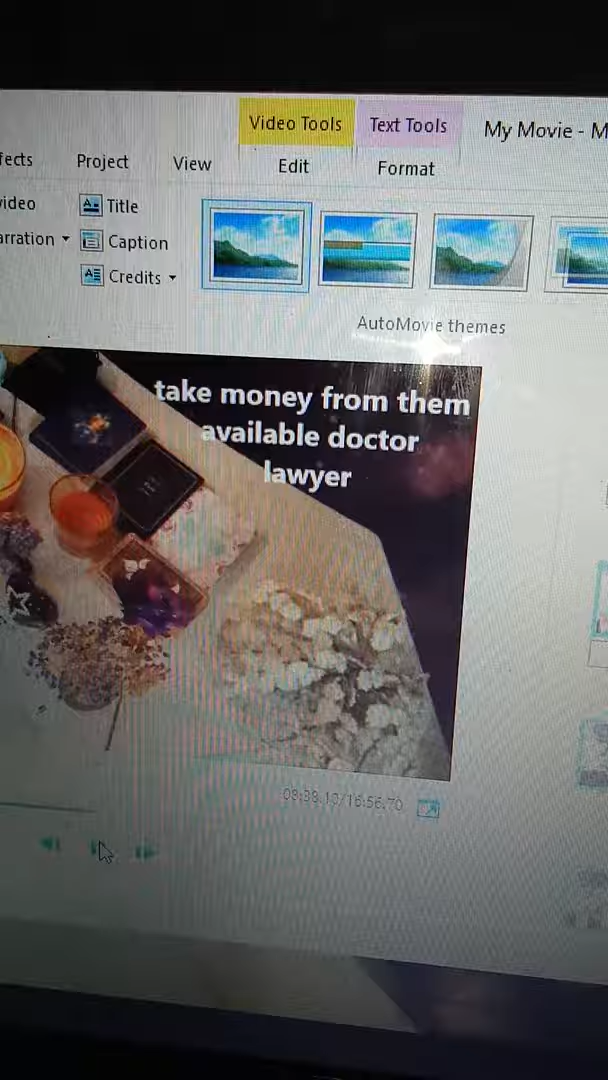 Video Tools
Text Tools
My Movie - M
fects
Project
View
Edit
Format
video
Title
arration
Caption
Credits
AutoMovie themes
take money from them
available doctor
lawyer